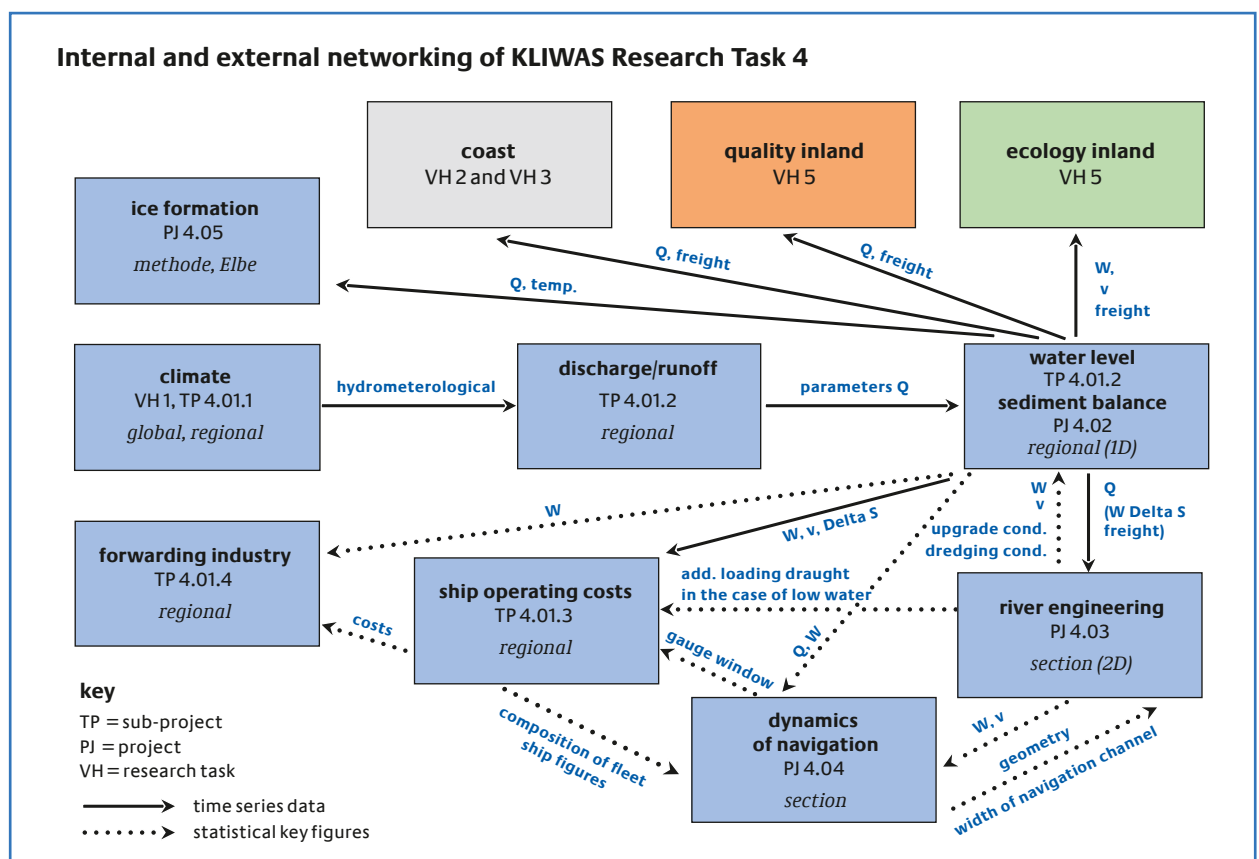 Internal and external networking of KLIWAS Research Task 4
coast
VH 2 and VH 3
quality inland
VH 5
ecology inland
VH 5
ice formation
PJ 4.05
methode, Elbe
Q, temp.
Q, freight
Q, freight
W,
v
freight
climate
VH 1, TP 4.01.1
global, regional
hydrometerological
discharge/runoff
TP 4.01.2
regional
parameters Q
water level
TP 4.01.2
sediment balance
PJ 4.02
regional (1D)
W
W, v, Delta S
Q, W
W
v
upgrade cond.
dredging cond.
Q
(W Delta S
freight)
forwarding industry
TP 4.01.4
regional
costs
ship operating costs
TP 4.01.3
regional
add. loading draught
in the case of low water
gauge window
river engineering
PJ 4.03
section (2D)
composition of fleet
ship figures
dynamics
of navigation
PJ 4.04
section
W, v
geometry
width of navigation channel
key
TP = sub-project
PJ = project
VH = research task
time series data
statistical key figures